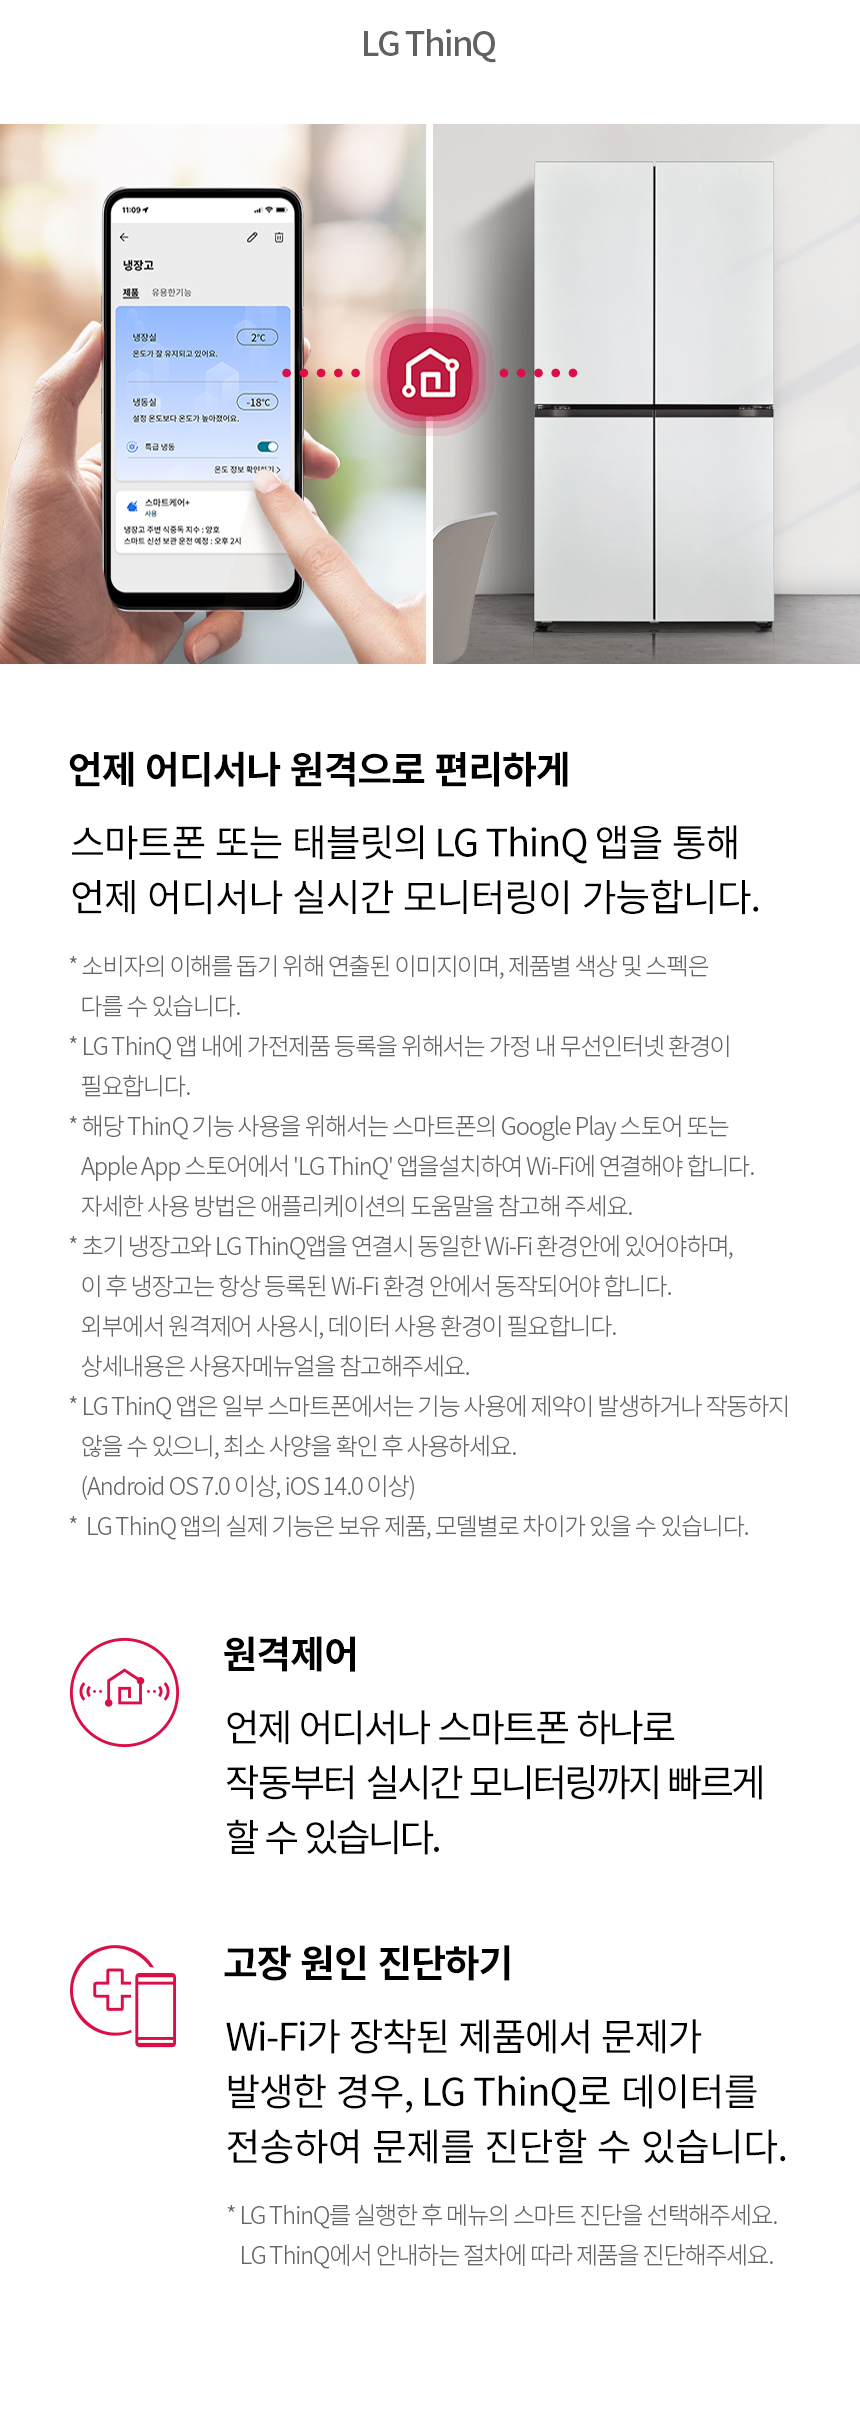 LG ThinQ
11:09
냉장고
제품 유용한기능
냉장실 2°C
온도가 잘 유지되고 있어요.
냉동실 -18°C
설정 온도보다 온도가 높아졌어요.
특급 냉동
온도 정보 확인하기 >
스마트케어+
사용
냉장고 주변 식중독 지수 : 양호
스마트 신선 보관 운전 예정 : 오후 2시
언제 어디서나 원격으로 편리하게
스마트폰 또는 태블릿의 LG ThinQ 앱을 통해
언제 어디서나 실시간 모니터링이 가능합니다.
* 소비자의 이해를 돕기 위해 연출된 이미지이며, 제품별 색상 및 스펙은
다를 수 있습니다.
* LG ThinQ 앱 내에 가전제품 등록을 위해서는 가정 내 무선인터넷 환경이
필요합니다.
* 해당 ThinQ 기능 사용을 위해서는 스마트폰의 Google Play 스토어 또는
Apple App 스토어에서 'LG ThinQ' 앱을설치하여 Wi-Fi에 연결해야 합니다.
자세한 사용 방법은 애플리케이션의 도움말을 참고해 주세요.
* 초기 냉장고와 LG ThinQ앱을 연결시 동일한 Wi-Fi 환경안에 있어야하며,
이 후 냉장고는 항상 등록된 Wi-Fi 환경 안에서 동작되어야 합니다.
외부에서 원격제어 사용시, 데이터 사용 환경이 필요합니다.
상세내용은 사용자메뉴얼을 참고해주세요.
* LG ThinQ 앱은 일부 스마트폰에서는 기능 사용에 제약이 발생하거나 작동하지
않을 수 있으니, 최소 사양을 확인 후 사용하세요.
(Android OS 7.0 이상, iOS 14.0 이상)
* LG ThinQ 앱의 실제 기능은 보유 제품, 모델별로 차이가 있을 수 있습니다.
원격제어
언제 어디서나 스마트폰 하나로
작동부터 실시간 모니터링까지 빠르게
할 수 있습니다.
고장 원인 진단하기
Wi-Fi가 장착된 제품에서 문제가
발생한 경우, LG ThinQ로 데이터를
전송하여 문제를 진단할 수 있습니다.
* LG ThinQ를 실행한 후 메뉴의 스마트 진단을 선택해주세요.
LG ThinQ에서 안내하는 절차에 따라 제품을 진단해주세요.